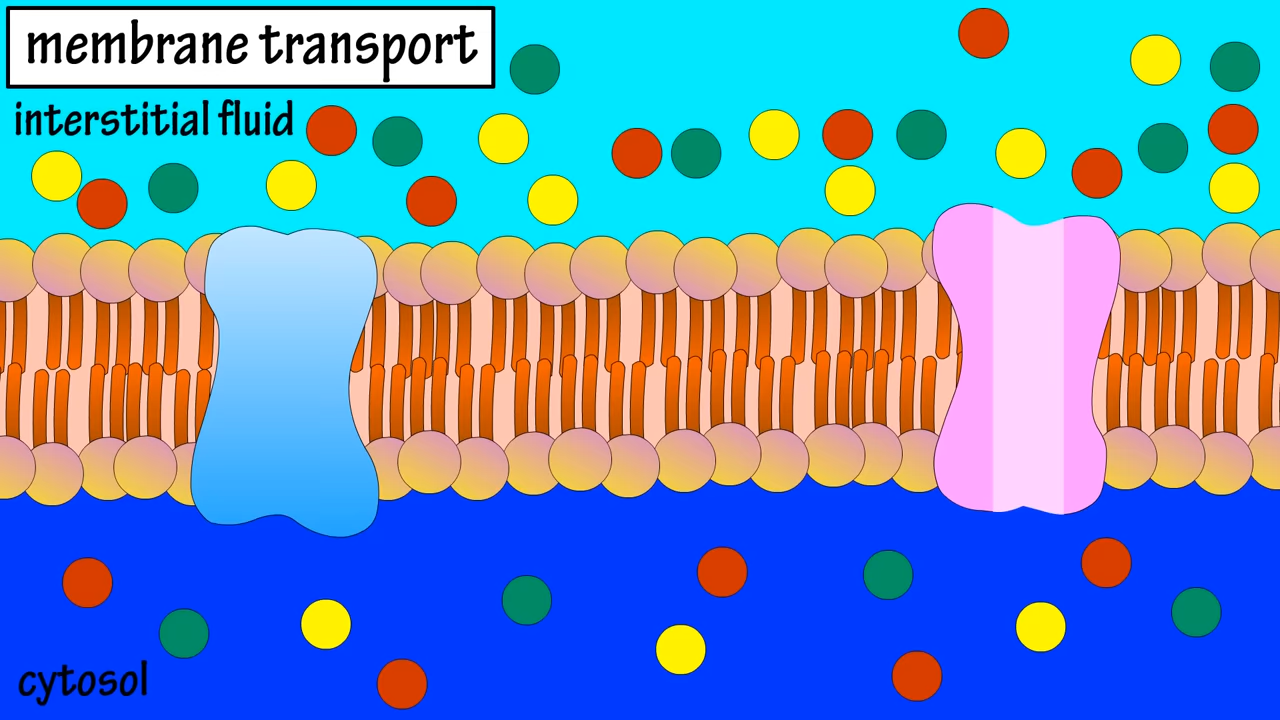 membrane transport
interstitial fluid
cytosol